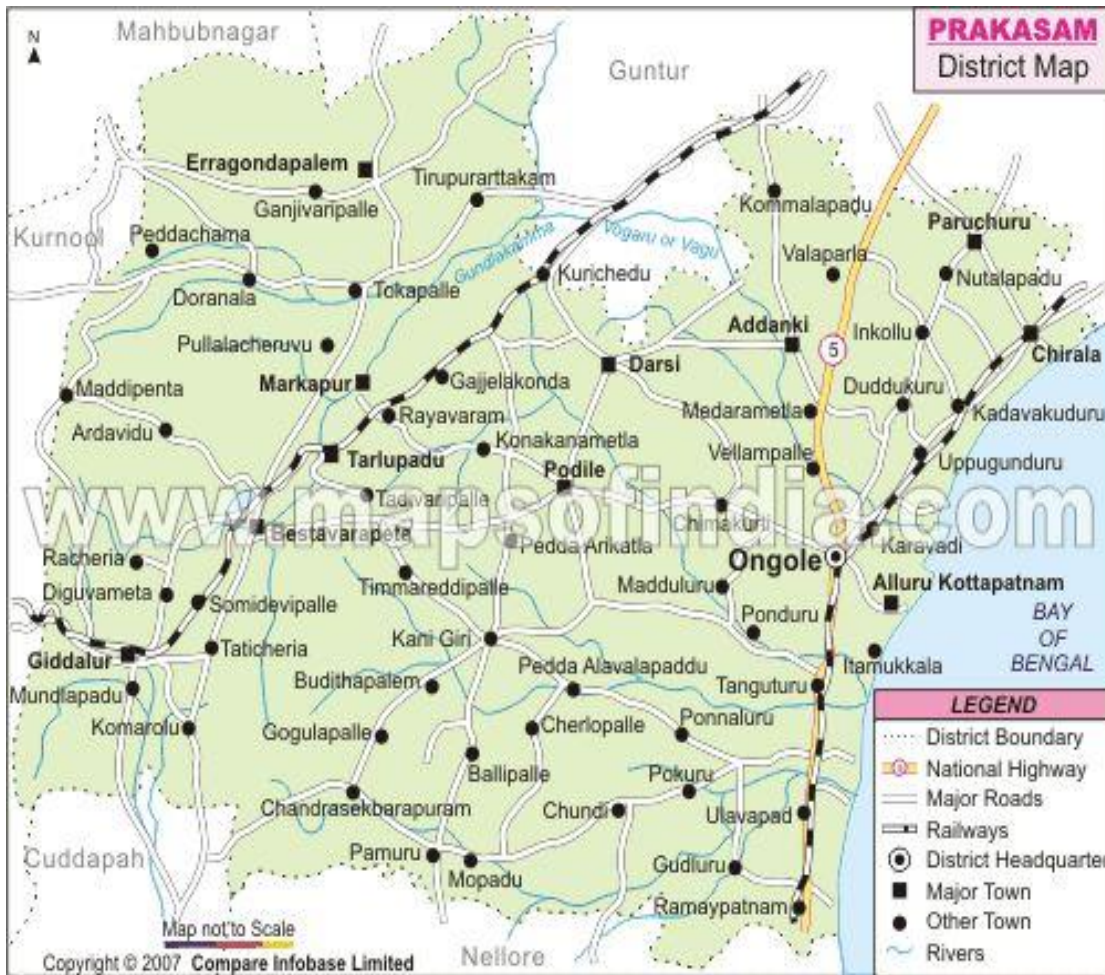 Mahbubnagar
N
PRAKASAM
District Map
Guntur
Erragondapalem
Tirupurarttakam
Ganjivaripalle
Kommalapadu
Paruchuru
Kurnool
Peddachama
Vogaru or Vagu
Gundlakamma
Valaparla
Kurichedu
Nutalapadu
Doranala
Tokapalle
Addanki
Inkollu
5
Pullalacheruvu
Darsi
Chirala
Markapur
Gajjelakonda
Duddukuru
Maddipenta
Rayavaram
Medarametla
Kadavakuduru
Ardavidu
Konakanametla
Tarlupadu
Vellampalle
Uppugunduru
Podile
www.mapsofindia.com
Tadivaripalle
Chimakurti
Bestavarapeta
Pedda Arikatla
Karavadi
Racheria
Ongole
Diguvameta
Timmareddipalle
Madduluru
Alluru Kottapatnam
Somidevipalle
Ponduru
BAY
OF
BENGAL
Taticheria
Kani Giri
Giddalur
Itamukkala
Mundlapadu
Budithapalem
Pedda Alavalapaddu
Tanguturu
Komarolu
Gogulapalle
Cherlopalle
Ponnaluru
Ballipalle
Pokuru
Chandrasekbarapuram
Chundi
Ulavapad
Cuddapah
Pamuru
Mopadu
Gudluru
Ramaypatnam
Nellore
LEGEND
District Boundary
5 National Highway
Major Roads
Railways
District Headquarter
Major Town
Other Town
Rivers
Map not to Scale
Copyright © 2007 Compare Infobase Limited